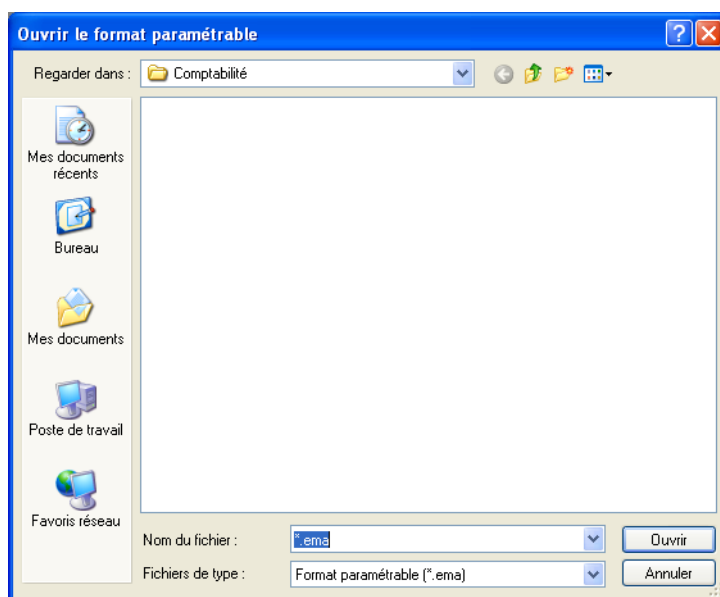 Ouvrir le format paramétrable
Regarder dans :
Comptabilité
Mes documents
récents
Bureau
Mes documents
Poste de travail
Favoris réseau
Nom du fichier :
*.ema
Ouvrir
Fichiers de type :
Format paramétrable (*.ema)
Annuler